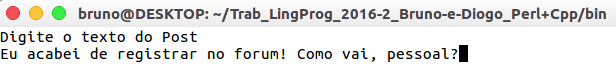 bruno@DESKTOP: ~/Trab_LingProg_2016-2_Bruno-e-Diogo_Perl+Cpp/bin
Digite o texto do Post
Eu acabei de registrar no forum! Como vai, pessoal?